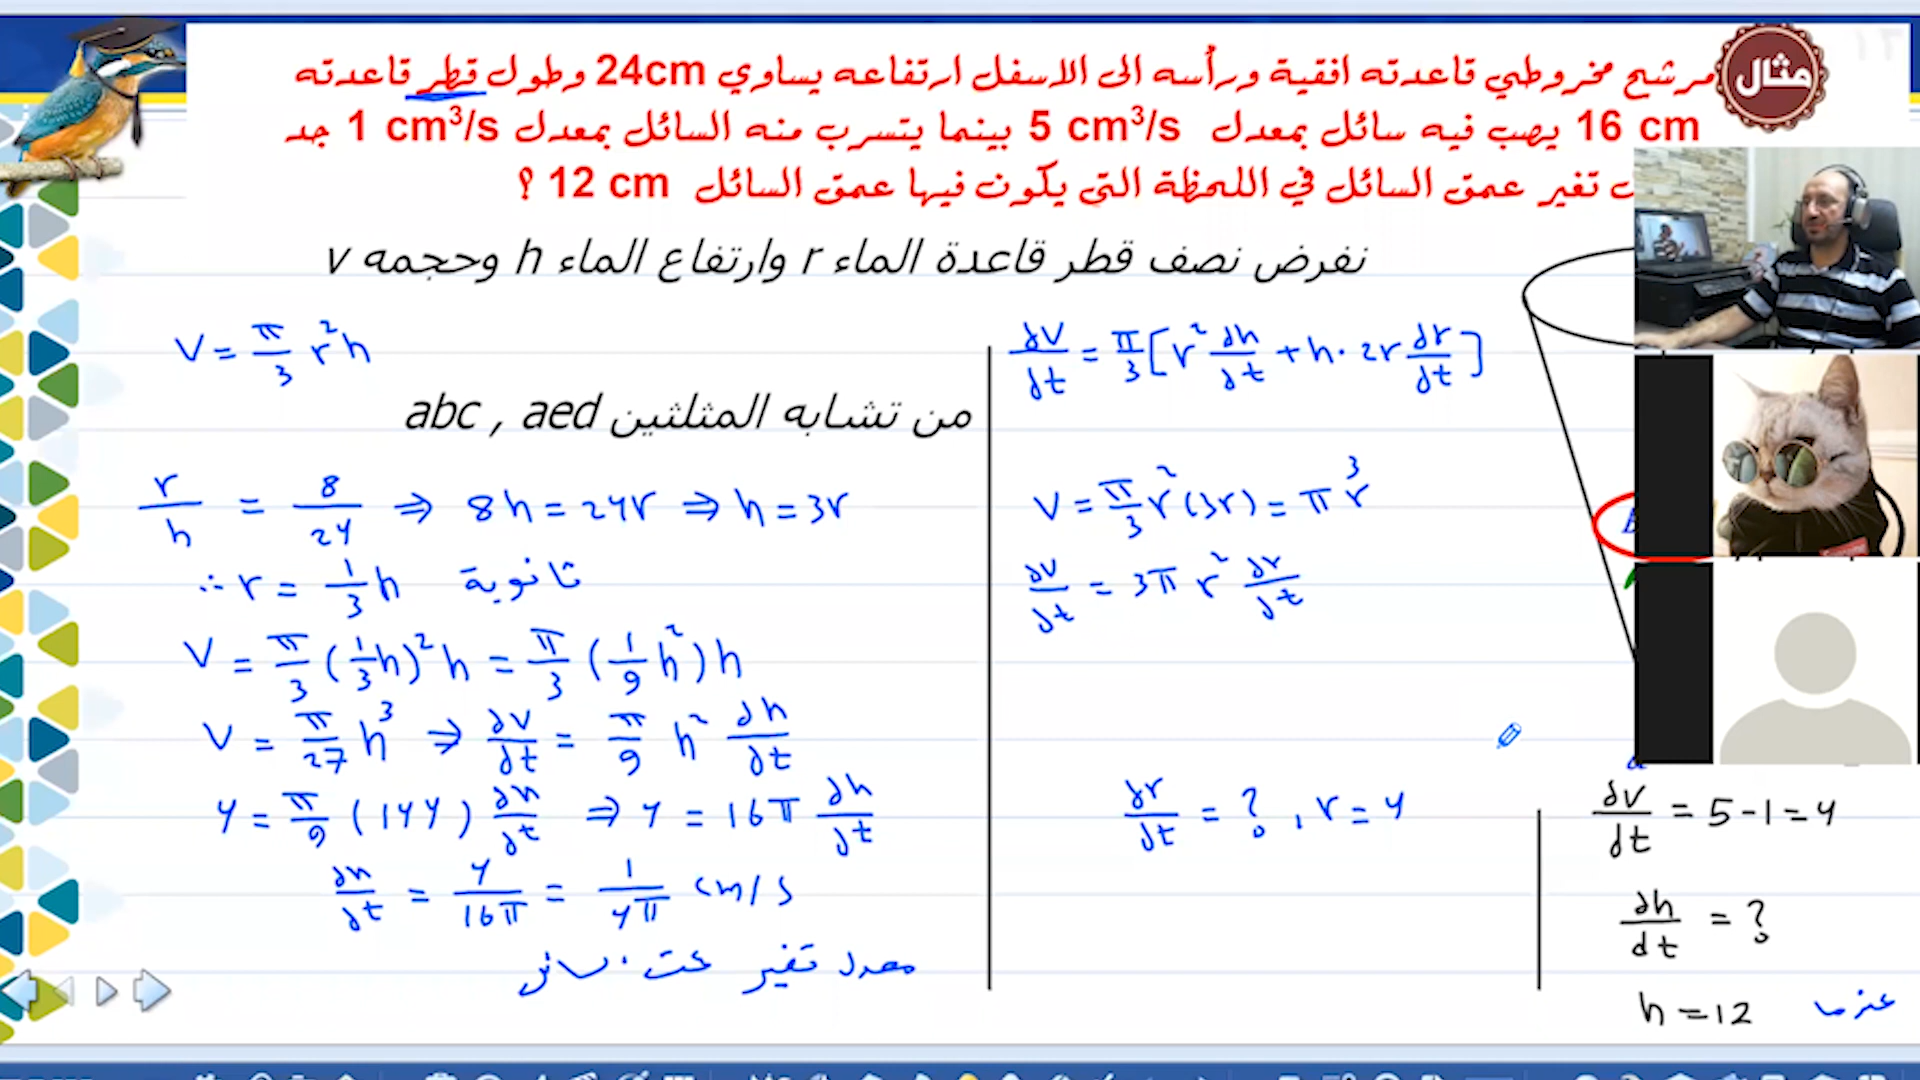 مثال
مرشح مخروطي قاعدته افقية ورأسه الى الاسفل ارتفاعه يساوي 24cm وطول قطر قاعدته
16 cm يصب فيه سائل بمعدل 5 cm³/s بينما يتسرب منه السائل بمعدل 1 cm³/s جد
تغير عمق السائل في اللحظة التي يكون فيها عمق السائل 12 cm ؟
نفرض نصف قطر قاعدة الماء r وارتفاع الماء h وحجمه v
V = π/3 r² h
من تشابه المثلثين abc , aed
r/h = 8/24 ⇒ 8h = 24r ⇒ h = 3r
∴ r = 1/3 h ثانوية
V = π/3 (1/3 h)² h = π/3 (1/9 h²) h
V = π/27 h³ ⇒ dv/dt = π/9 h² dh/dt
4 = π/9 (144) dh/dt ⇒ 4 = 16π dh/dt
dh/dt = 4/16π = 1/4π cm/s
معدل تغير عمق السائل
dV/dt = π/3 [r² dh/dt + h · 2r dr/dt]
V = π/3 r² (3r) = π r³
dv/dt = 3π r² dr/dt
dr/dt = ? , r = 4
a
dv/dt = 5 - 1 = 4
dh/dt = ?
h = 12 عندما